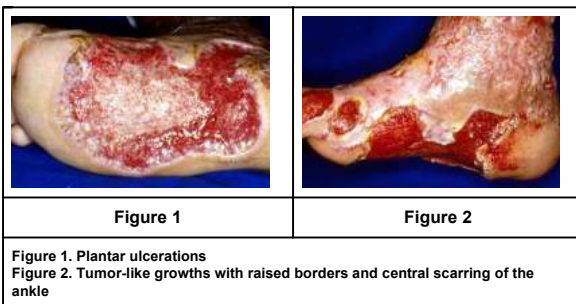 Figure 1
Figure 2
Figure 1. Plantar ulcerations
Figure 2. Tumor-like growths with raised borders and central scarring of the
ankle